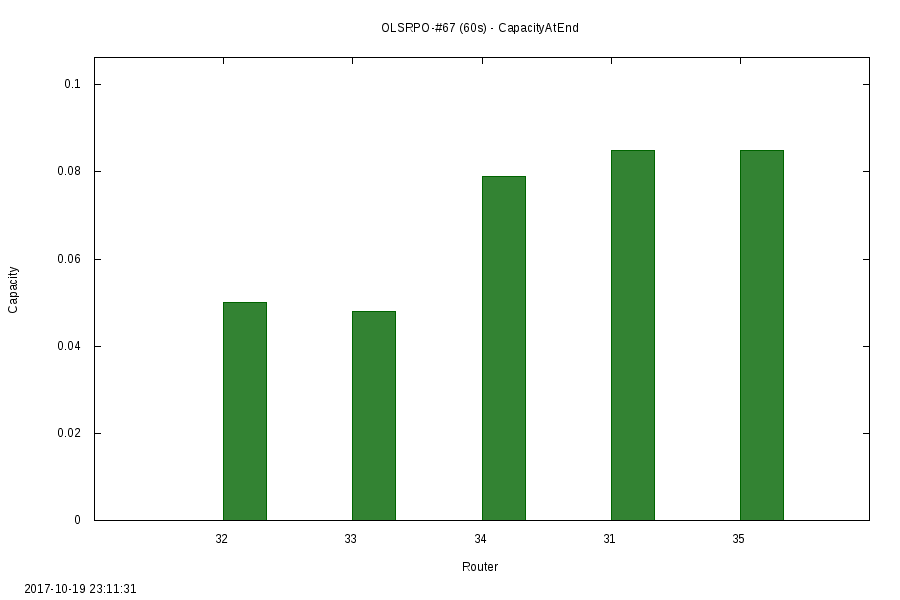 OLSRPO-#67 (60s) - CapacityAtEnd
0.1
0.08
0.06
0.04
0.02
0
Capacity
32 33 34 31 35
Router
2017-10-19 23:11:31